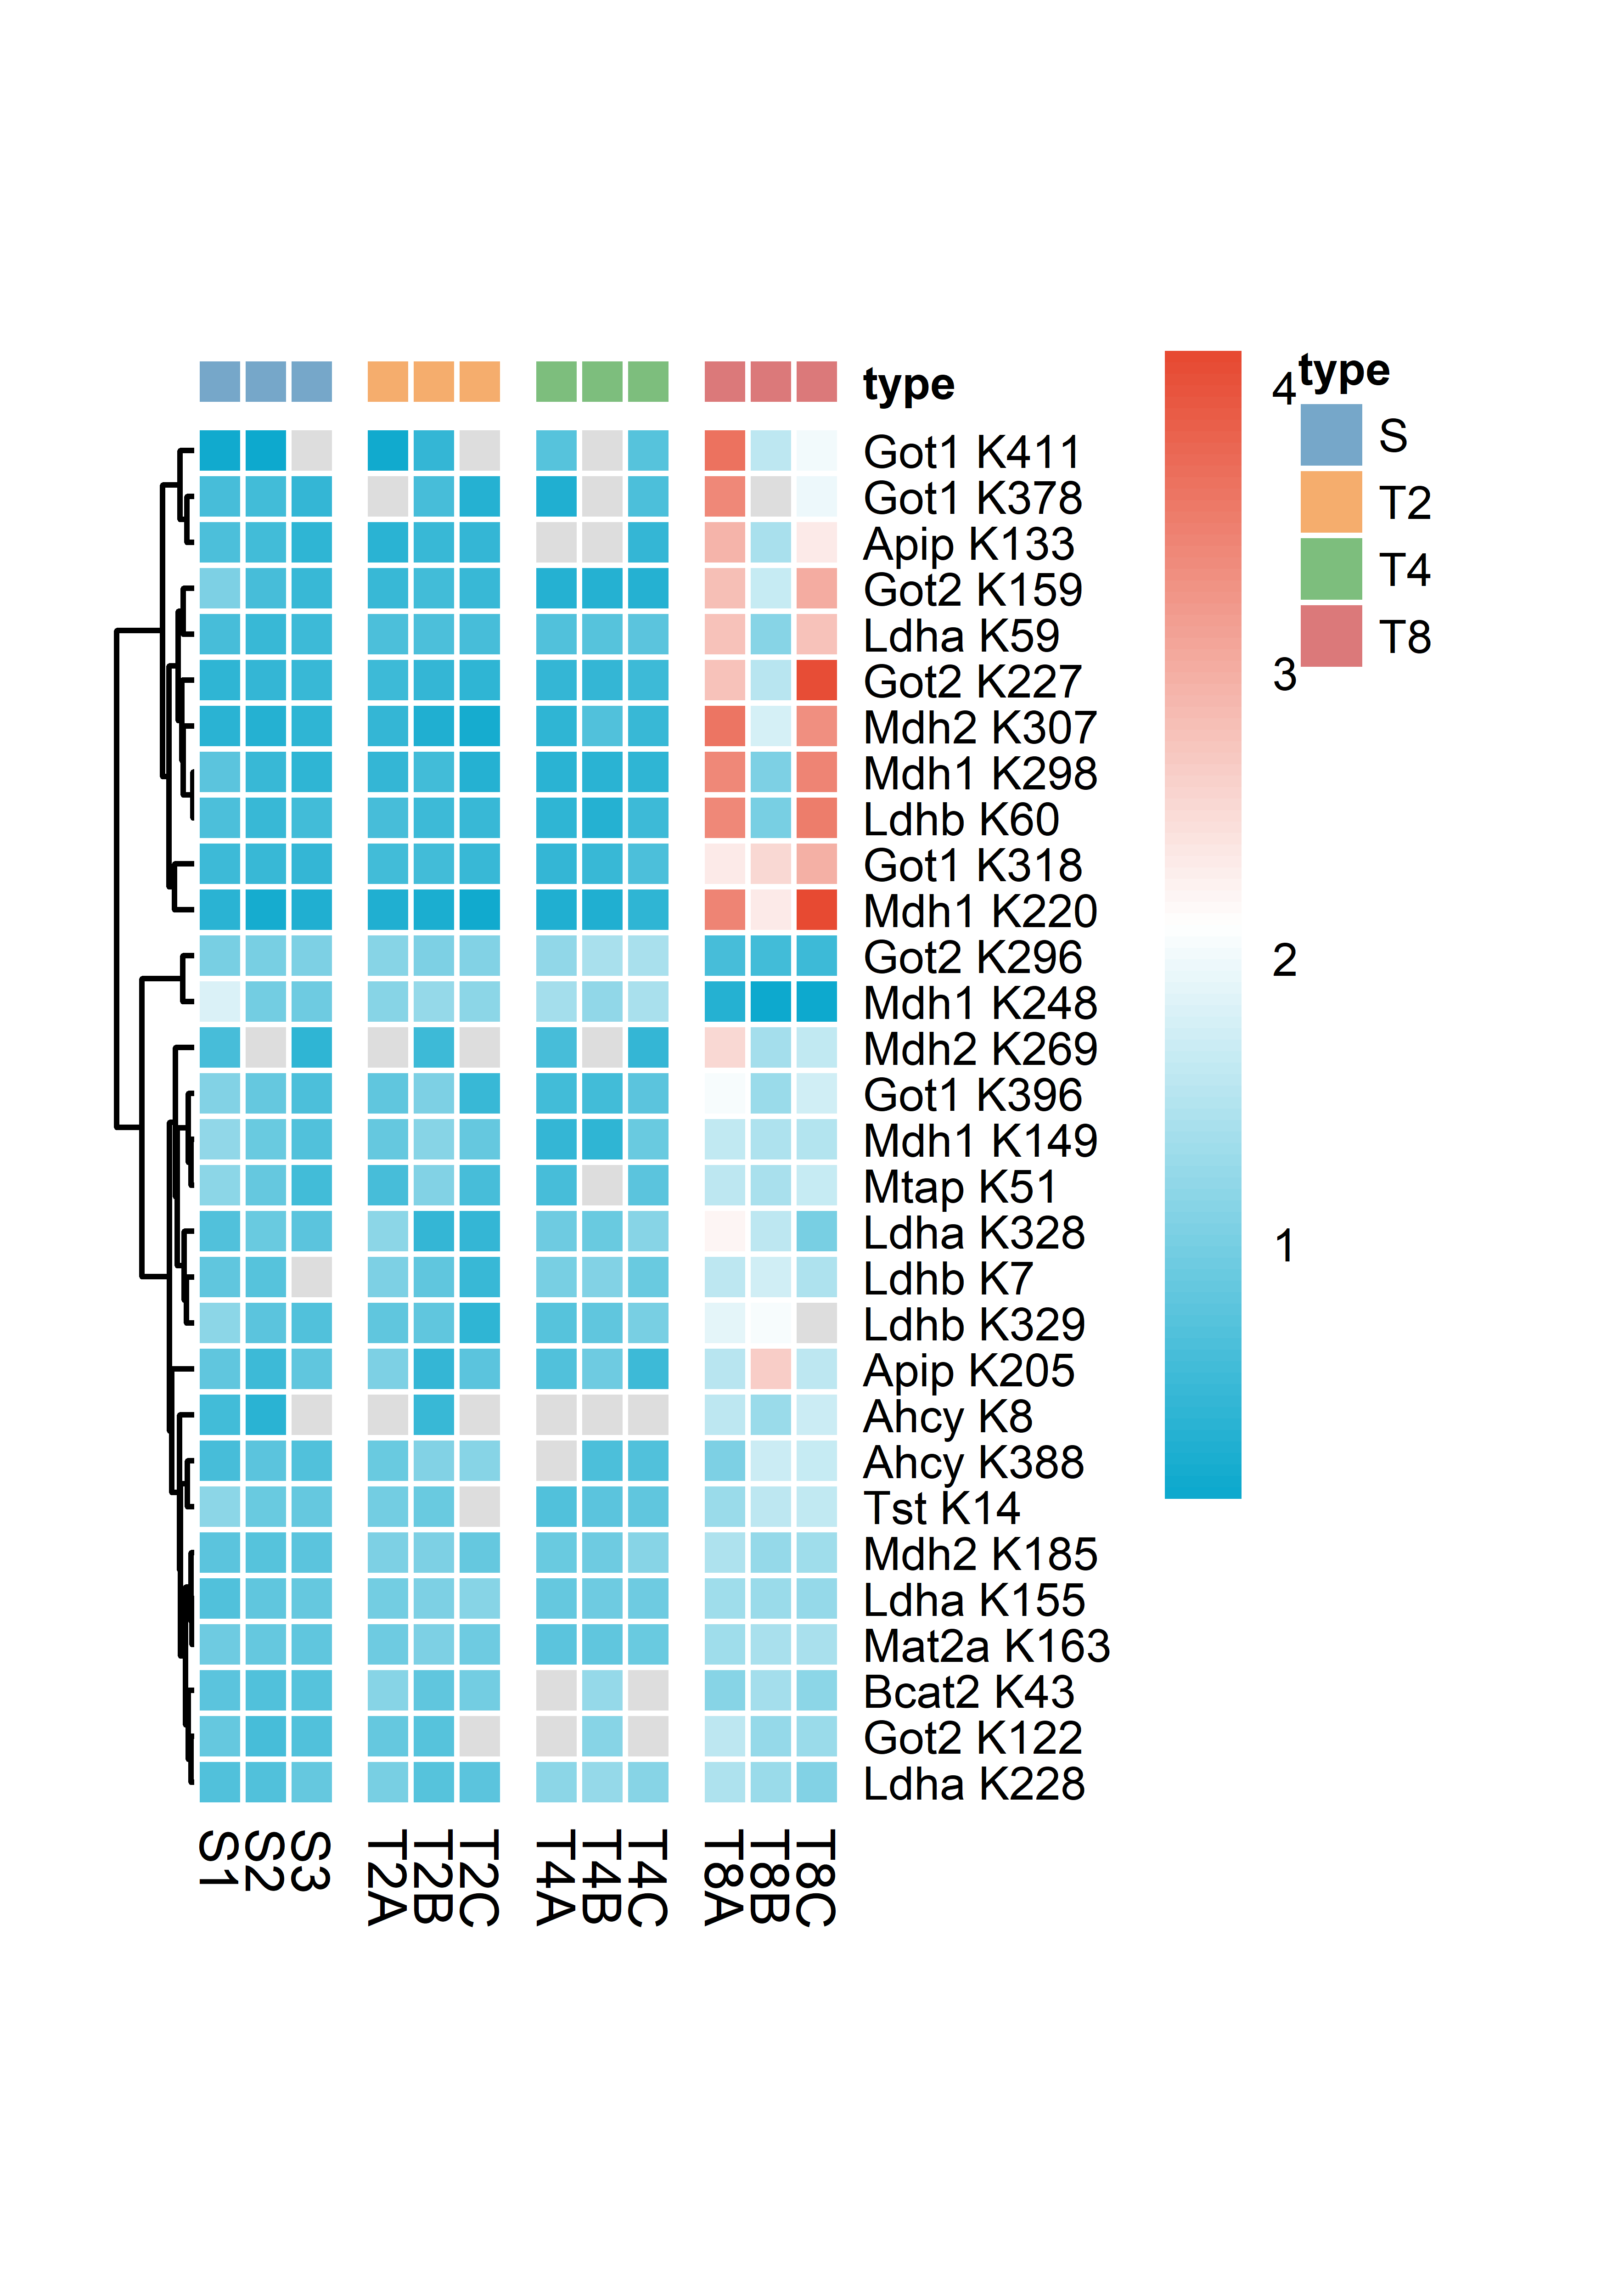 type
Got1 K411
Got1 K378
Apip K133
Got2 K159
Ldha K59
Got2 K227
Mdh2 K307
Mdh1 K298
Ldhb K60
Got1 K318
Mdh1 K220
Got2 K296
Mdh1 K248
Mdh2 K269
Got1 K396
Mdh1 K149
Mtap K51
Ldha K328
Ldhb K7
Ldhb K329
Apip K205
Ahcy K8
Ahcy K388
Tst K14
Mdh2 K185
Ldha K155
Mat2a K163
Bcat2 K43
Got2 K122
Ldha K228
S1
S2
S3
T2A
T2B
T2C
T4A
T4B
T4C
T8A
T8B
T8C
4
3
2
1
type
S
T2
T4
T8